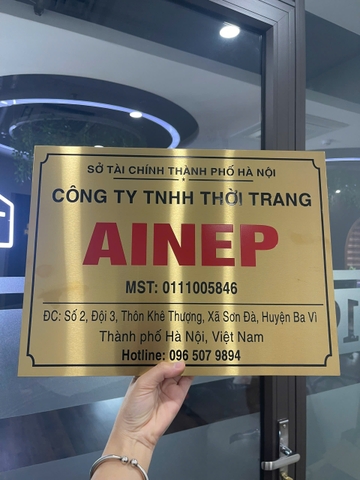 SỞ TÀI CHÍNH THÀNH PHỐ HÀ NỘI
CÔNG TY TNHH THỜI TRANG
AINEP
MST: 0111005846
ĐC: Số 2, Đội 3, Thôn Khê Thượng, Xã Sơn Đà, Huyện Ba Vì
Thành phố Hà Nội, Việt Nam
Hotline: 096 507 9894